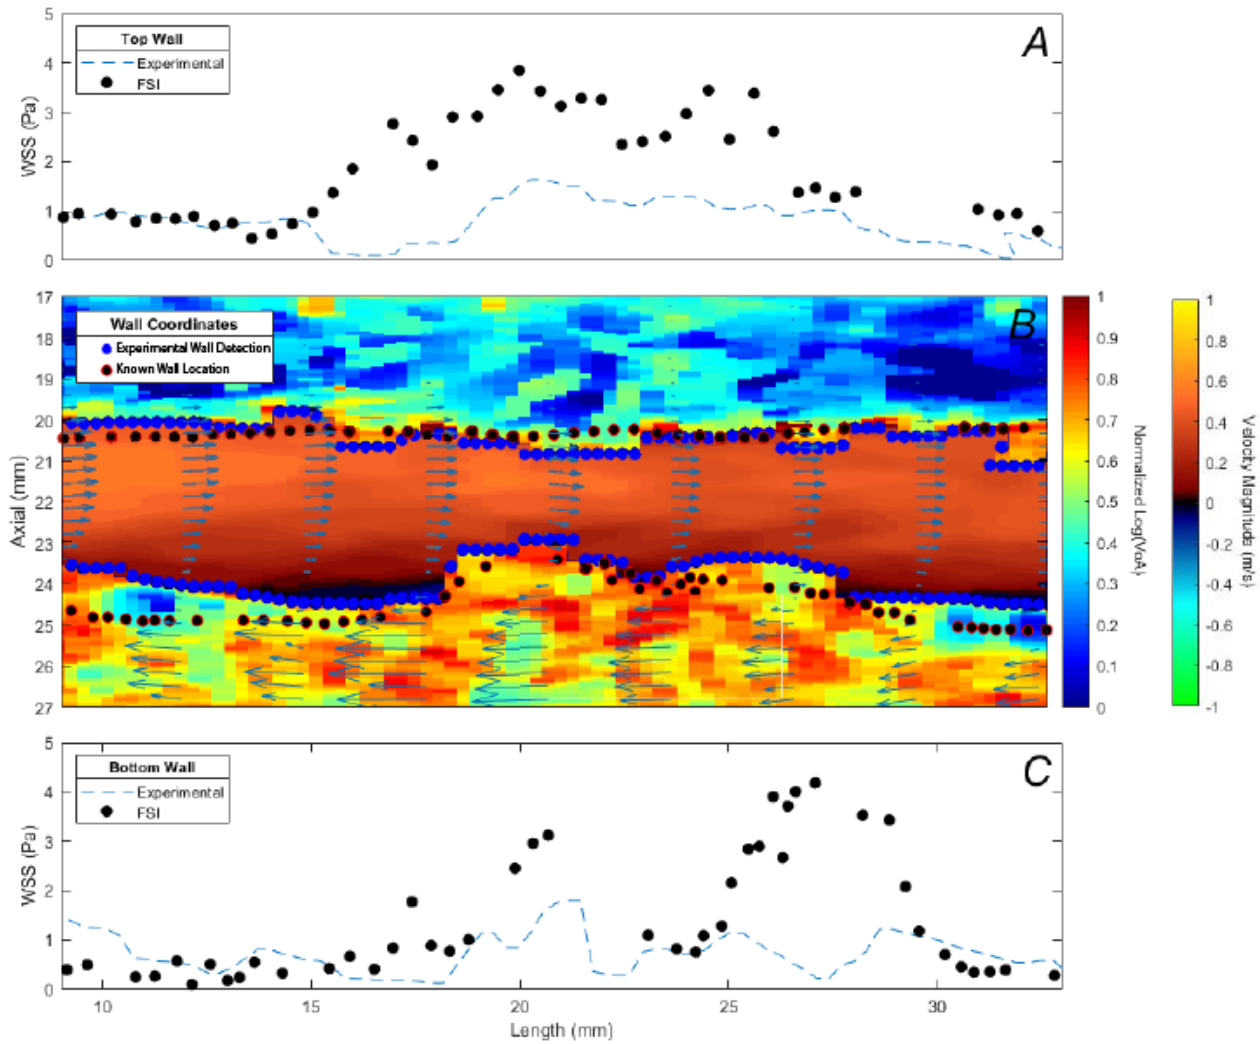 5
4
3
2
1
0
WSS (Pa)
Top Wall
Experimental
FSI
A
17
18
19
20
21
22
23
24
25
26
27
Axial (mm)
Wall Coordinates
Experimental Wall Detection
Known Wall Location
B
1
0.9
0.8
0.7
0.6
0.5
0.4
0.3
0.2
0.1
0
Normalized Log(VoA)
1
0.8
0.6
0.4
0.2
0
-0.2
-0.4
-0.6
-0.8
-1
Velocity Magnitude (m/s)
5
4
3
2
1
0
WSS (Pa)
Bottom Wall
Experimental
FSI
C
10
15
20
25
30
Length (mm)